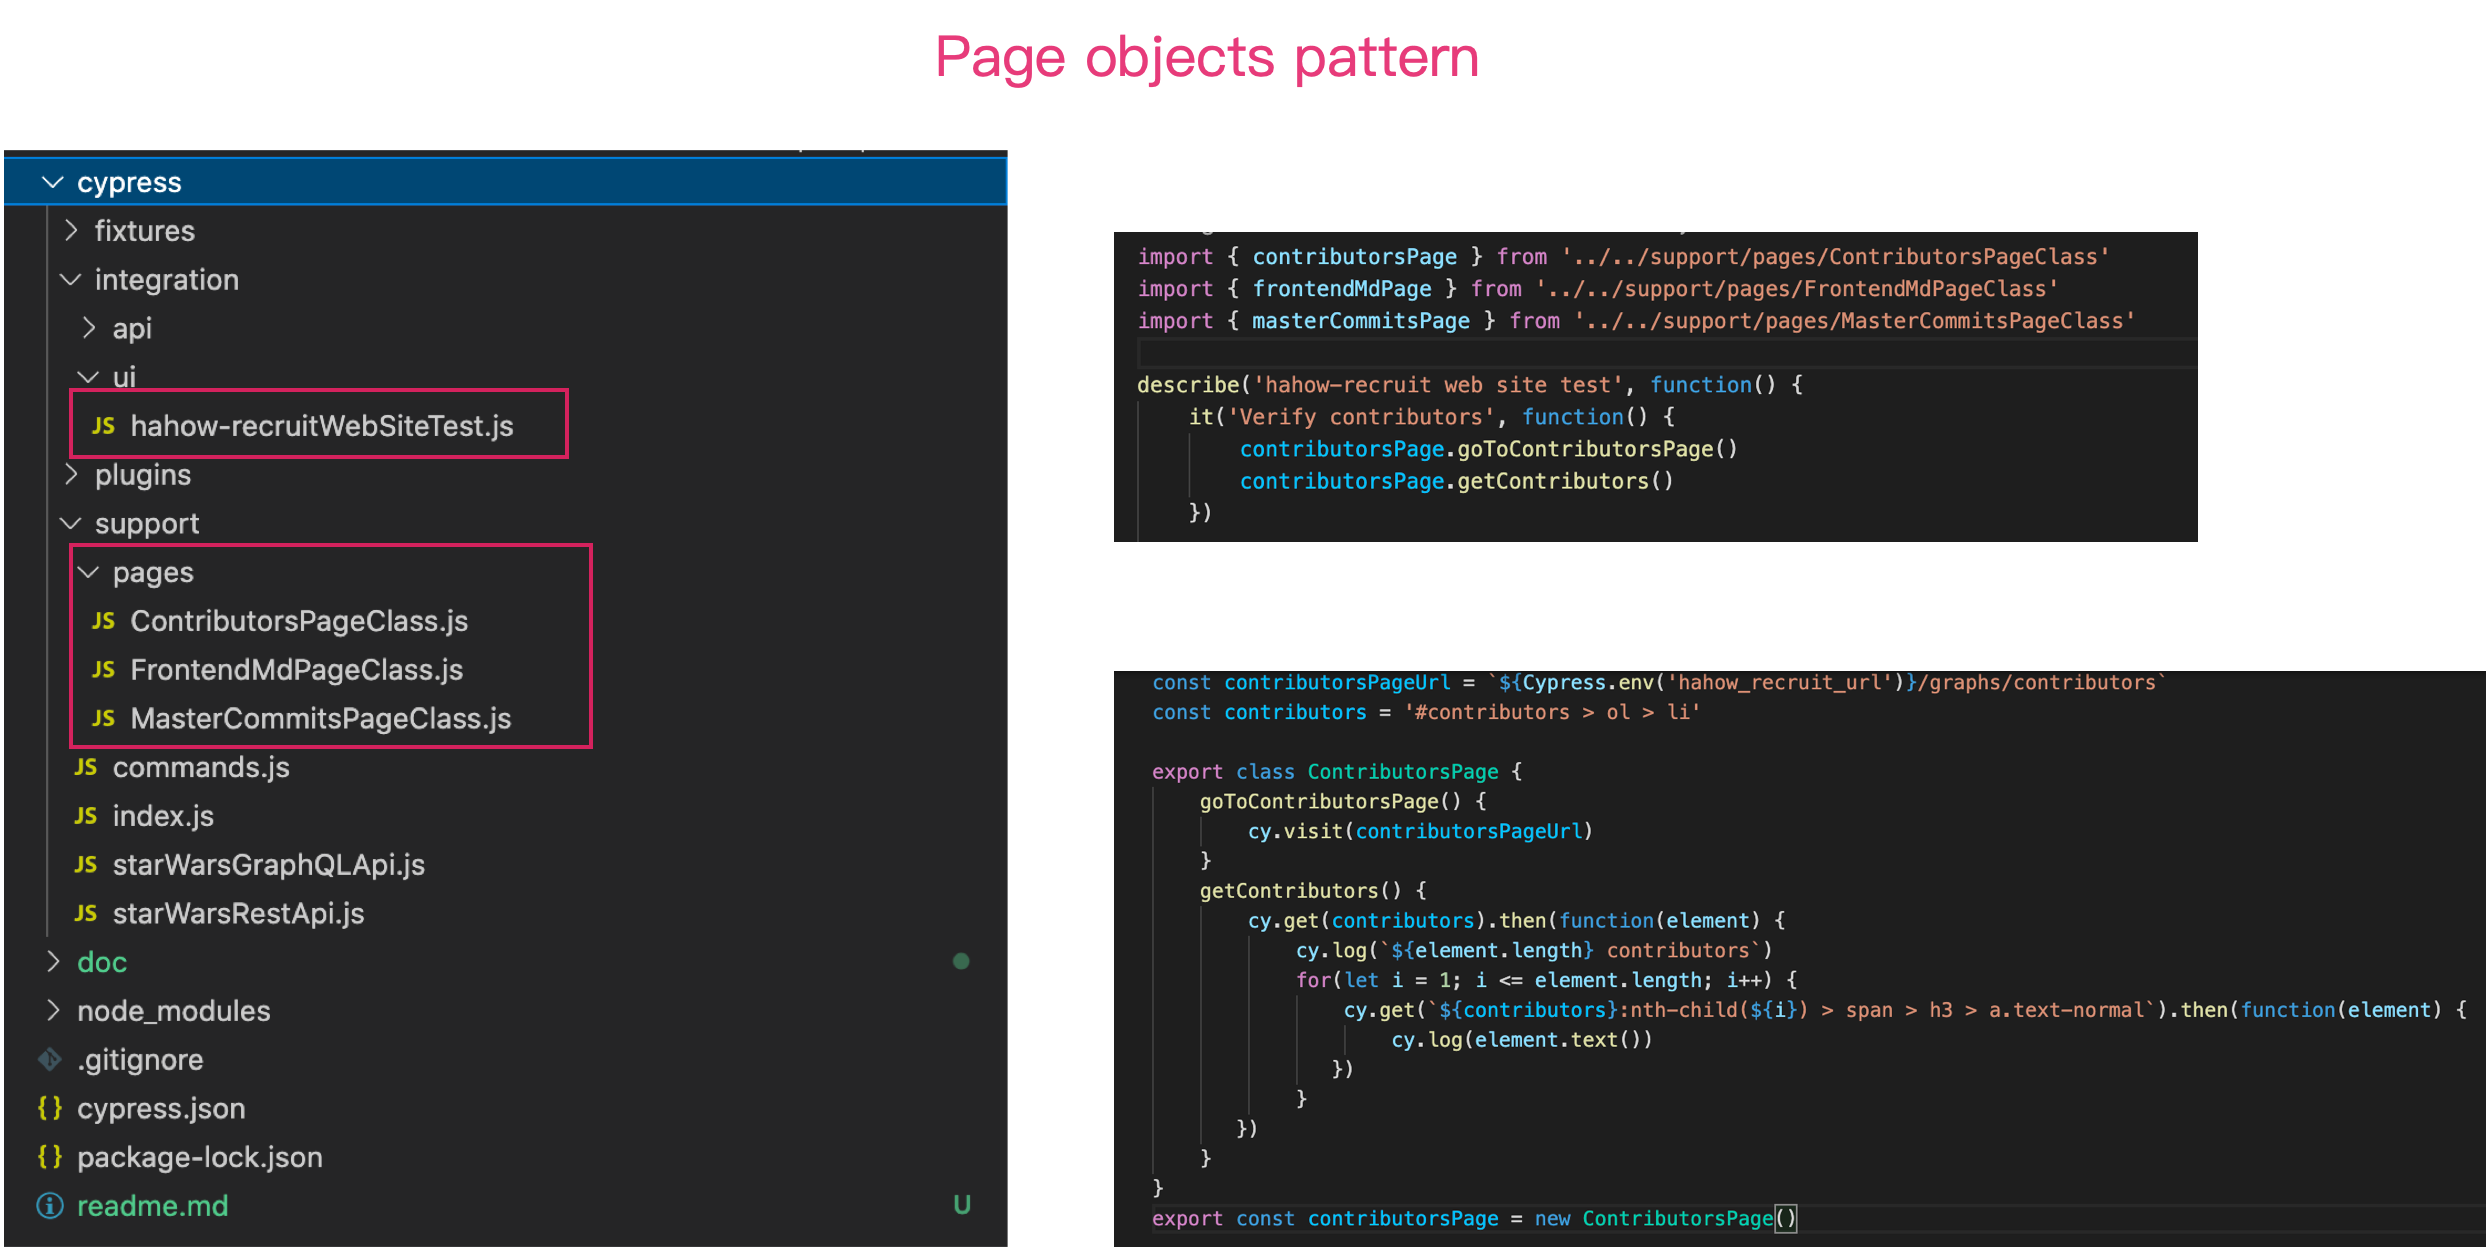 Page objects pattern
cypress
fixtures
integration
api
ui
JS hahow-recruitWebSiteTest.js
plugins
support
pages
JS ContributorsPageClass.js
JS FrontendMdPageClass.js
JS MasterCommitsPageClass.js
JS commands.js
JS index.js
JS starWarsGraphQLApi.js
JS starWarsRestApi.js
doc
node_modules
.gitignore
{} cypress.json
{} package-lock.json
readme.md U
import { contributorsPage } from '../../support/pages/ContributorsPageClass'
import { frontendMdPage } from '../../support/pages/FrontendMdPageClass'
import { masterCommitsPage } from '../../support/pages/MasterCommitsPageClass'
describe('hahow-recruit web site test', function() {
it('Verify contributors', function() {
contributorsPage.goToContributorsPage()
contributorsPage.getContributors()
})
const contributorsPageUrl = `${Cypress.env('hahow_recruit_url')}/graphs/contributors`
const contributors = '#contributors > ol > li'
export class ContributorsPage {
goToContributorsPage() {
cy.visit(contributorsPageUrl)
}
getContributors() {
cy.get(contributors).then(function(element) {
cy.log(`${element.length} contributors`)
for(let i = 1; i <= element.length; i++) {
cy.get(`${contributors}:nth-child(${i}) > span > h3 > a.text-normal`).then(function(element) {
cy.log(element.text())
})
}
})
}
}
export const contributorsPage = new ContributorsPage()